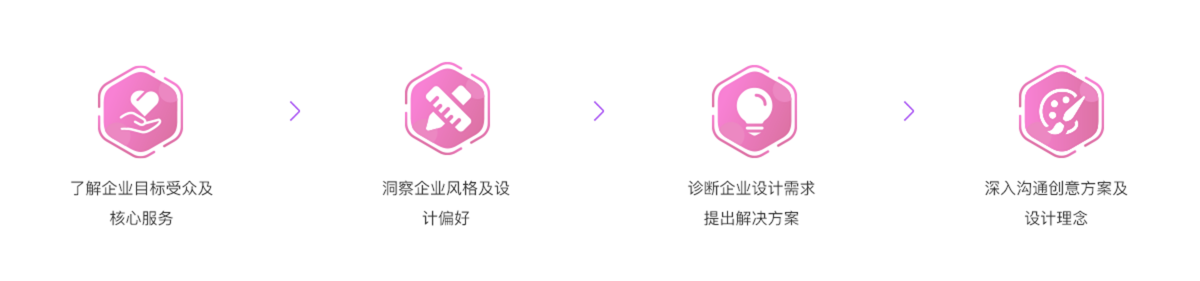 了解企业目标受众及
核心服务
洞察企业风格及设
计偏好
诊断企业设计需求
提出解决方案
深入沟通创意方案及
设计理念